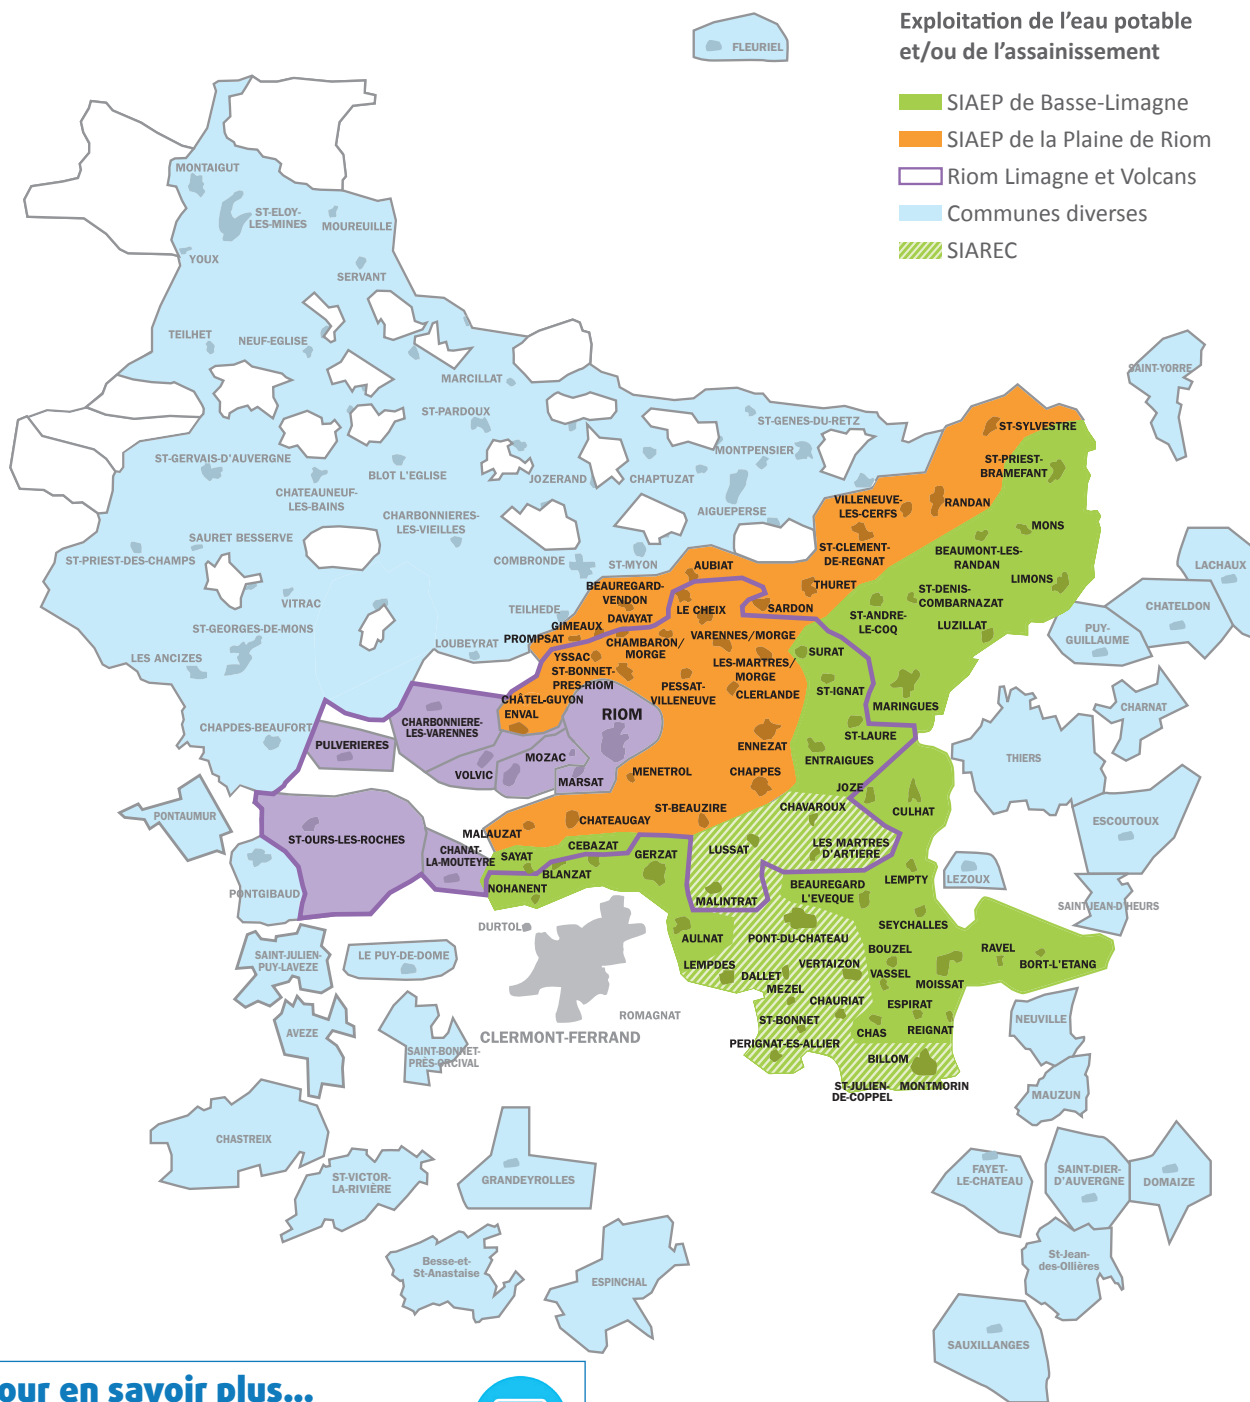 Exploitation de l'eau potable
et/ou de l'assainissement
SIAEP de Basse-Limagne
SIAEP de la Plaine de Riom
Riom Limagne et Volcans
Communes diverses
SIAREC
FLEURIEL
MONTAIGUT
ST-ELOY-
LES-MINES
MOUREUILLE
YOUX
SERVANT
TEILHET
NEUF-EGLISE
MARCILLAT
SAINT-YORRE
ST-PARDOUX
ST-GENES-DU-RETZ
ST-SYLVESTRE
MONTPENSIER
ST-GERVAIS-D'AUVERGNE
BLOT L'EGLISE
JOZERAND
CHAPTUZAT
ST-PRIEST-
BRAMEFANT
CHATEAUNEUF-
LES-BAINS
VILLENEUVE-
LES-CERFS
RANDAN
AIGUEPERSE
CHARBONNIERES-
LES-VIEILLES
MONS
SAURET BESSERVE
ST-PRIEST-DES-CHAMPS
COMBRONDE
ST-MYON
AUBIAT
ST-CLEMENT-
DE-REGNAT
BEAUMONT-LES-
RANDAN
LACHAUX
LIMONS
THURET
BEAUREGARD-
VENDON
ST-DENIS-
COMBARNAZAT
CHATELDON
VITRAC
TEILHEDE
LE CHEIX
SARDON
ST-ANDRE-
LE-COQ
LUZILLAT
PUY-
GUILLAUME
ST-GEORGES-DE-MONS
GIMEAUX
DAVAYAT
PROMPSAT
CHAMBARON/
MORGE
VARENNES/MORGE
LOUBEYRAT
LES ANCIZES
YSSAC
SURAT
ST-BONNET-
PRES-RIOM
LES-MARTRES/
MORGE
PESSAT-
VILLENEUVE
CLERLANDE
ST-IGNAT
MARINGUES
CHARNAT
CHÂTEL-GUYON
ENVAL
RIOM
CHAPDES-BEAUFORT
CHARBONNIERE-
LES-VARENNES
PULVERIERES
ENNEZAT
ST-LAURE
THIERS
MOZAC
ENTRAIGUES
VOLVIC
MARSAT
MENETROL
CHAPPES
JOZE
CULHAT
PONTAUMUR
ST-BEAUZIRE
CHAVAROUX
ESCOUTOUX
CHATEAUGAY
MALAUZAT
ST-OURS-LES-ROCHES
CEBAZAT
LUSSAT
LES MARTRES
D'ARTIERE
CHANAT-
LA-MOUTEYRE
SAYAT
GERZAT
BLANZAT
NOHANENT
LEMPTY
LEZOUX
BEAUREGARD
L'EVEQUE
PONTGIBAUD
MALINTRAT
SAINT-JEAN-D'HEURS
DURTOL
SEYCHALLES
AULNAT
PONT-DU-CHATEAU
BOUZEL
RAVEL
BORT-L'ETANG
SAINT-JULIEN-
PUY-LAVEZE
LE PUY-DE-DOME
LEMPDES
DALLET
VERTAIZON
VASSEL
MOISSAT
MEZEL
CHAURIAT
ESPIRAT
ROMAGNAT
ST-BONNET
CHAS
REIGNAT
NEUVILLE
AVEZE
CLERMONT-FERRAND
PERIGNAT-ES-ALLIER
SAINT-BONNET-
PRÈS-ORCIVAL
BILLOM
ST-JULIEN-
DE-COPPEL
MONTMORIN
MAUZUN
CHASTREIX
ST-VICTOR-
LA-RIVIÈRE
GRANDEYROLLES
FAYET-
LE-CHATEAU
SAINT-DIER-
D'AUVERGNE
DOMAIZE
Besse-et-
St-Anastaise
St-Jean-
des-Ollières
ESPINCHAL
SAUXILLANGES
our en savoir plus...